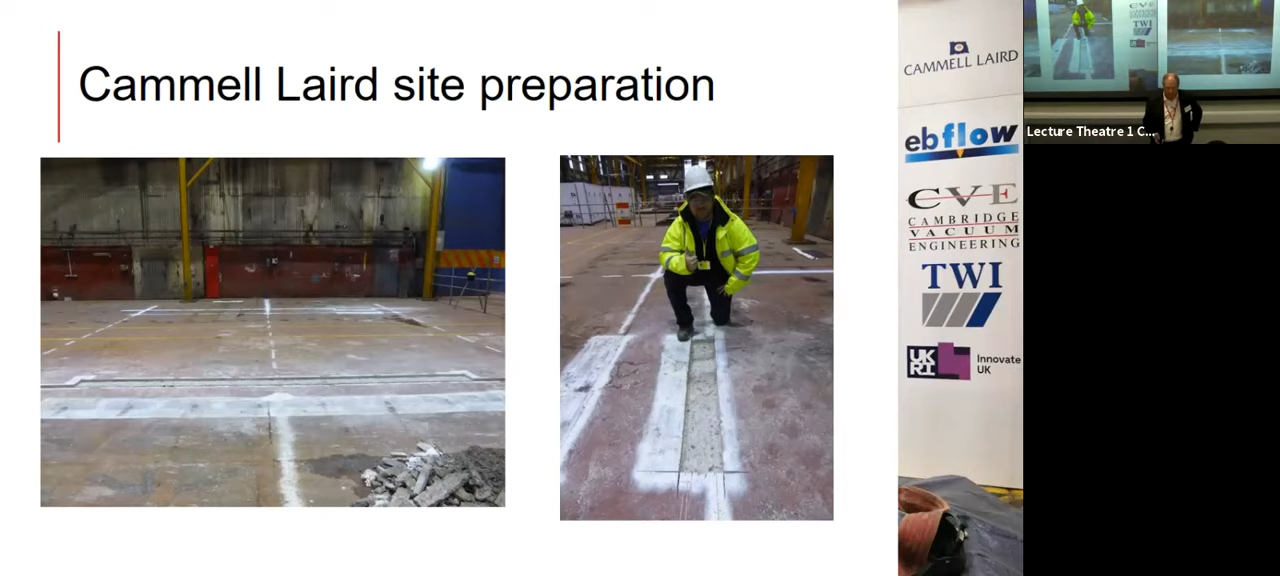 Cammell Laird site preparation
CAMMELL LAIRD
ebflow
CVE
CAMBRIDGE
VACUUM
ENGINEERING
TWI
UK
RI
Innovate
UK
TWI
Lecture Theatre 1 C...